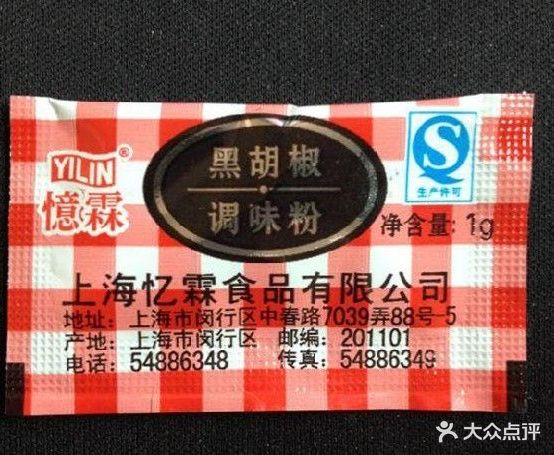 YILIN®
憶霖
黑胡椒
调味粉
生产许可
净含量: 1g
上海忆霖食品有限公司
地址: 上海市闵行区中春路7039弄88号-5
产地: 上海市闵行区 邮编: 201101
电话: 54886348 传真: 54886349
大众点评